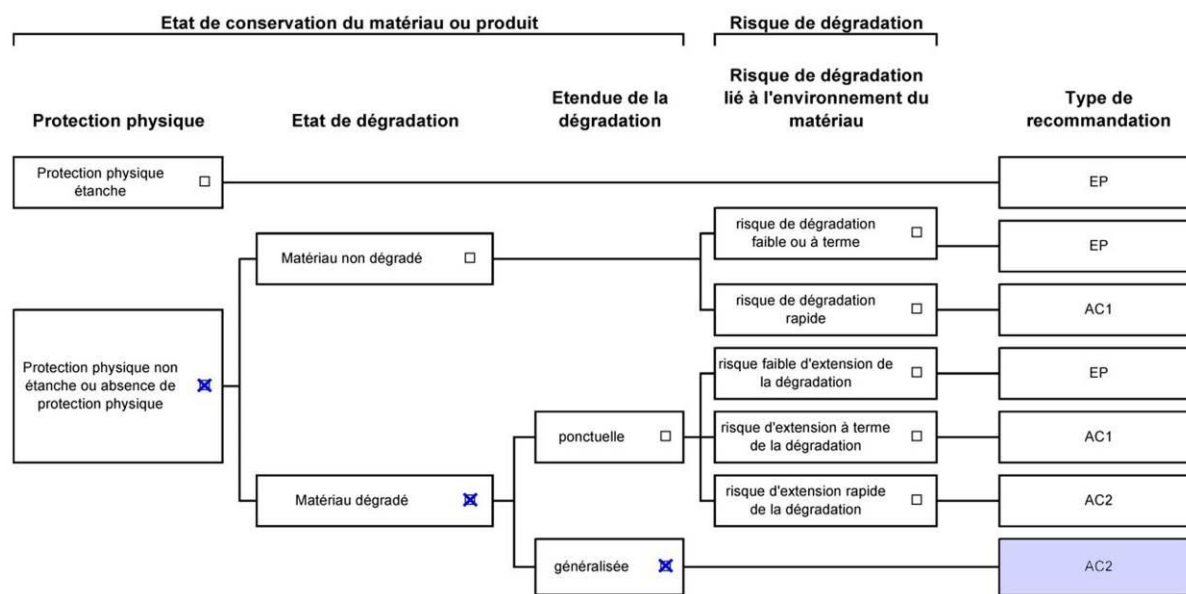 Etat de conservation du matériau ou produit
Risque de dégradation
Protection physique
Etat de dégradation
Etendue de la
dégradation
Risque de dégradation
lié à l'environnement du
matériau
Type de
recommandation
Protection physique
étanche
EP
Matériau non dégradé
risque de dégradation
faible ou à terme
EP
risque de dégradation
rapide
AC1
Protection physique non
étanche ou absence de
protection physique
Matériau dégradé
ponctuelle
risque faible d'extension de
la dégradation
EP
risque d'extension à terme
de la dégradation
AC1
risque d'extension rapide
de la dégradation
AC2
généralisée
AC2